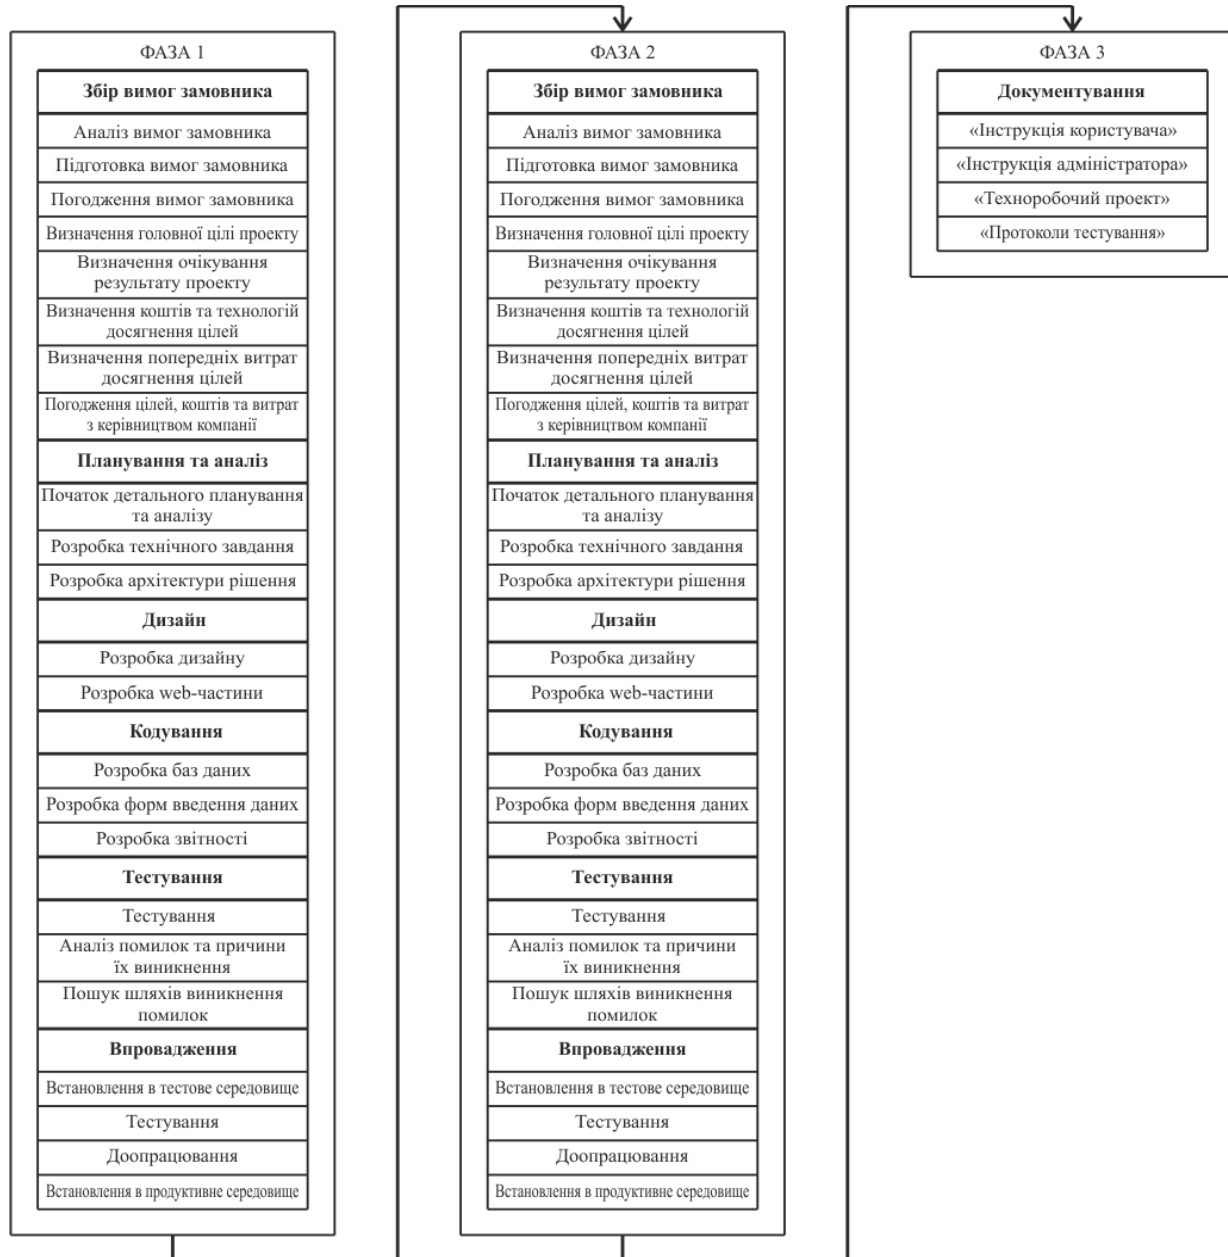 ФАЗА 1
Збір вимог замовника
Аналіз вимог замовника
Підготовка вимог замовника
Погодження вимог замовника
Визначення головної цілі проекту
Визначення очікування
результату проекту
Визначення коштів та технологій
досягнення цілей
Визначення попередніх витрат
досягнення цілей
Погодження цілей, коштів та витрат
з керівництвом компанії
Планування та аналіз
Початок детального планування
та аналізу
Розробка технічного завдання
Розробка архітектури рішення
Дизайн
Розробка дизайну
Розробка web-частини
Кодування
Розробка баз даних
Розробка форм введення даних
Розробка звітності
Тестування
Тестування
Аналіз помилок та причини
їх виникнення
Пошук шляхів виникнення
помилок
Впровадження
Встановлення в тестове середовище
Тестування
Доопрацювання
Встановлення в продуктивне середовище
ФАЗА 2
Збір вимог замовника
Аналіз вимог замовника
Підготовка вимог замовника
Погодження вимог замовника
Визначення головної цілі проекту
Визначення очікування
результату проекту
Визначення коштів та технологій
досягнення цілей
Визначення попередніх витрат
досягнення цілей
Погодження цілей, коштів та витрат
з керівництвом компанії
Планування та аналіз
Початок детального планування
та аналізу
Розробка технічного завдання
Розробка архітектури рішення
Дизайн
Розробка дизайну
Розробка web-частини
Кодування
Розробка баз даних
Розробка форм введення даних
Розробка звітності
Тестування
Тестування
Аналіз помилок та причини
їх виникнення
Пошук шляхів виникнення
помилок
Впровадження
Встановлення в тестове середовище
Тестування
Доопрацювання
Встановлення в продуктивне середовище
ФАЗА 3
Документування
«Інструкція користувача»
«Інструкція адміністратора»
«Техноробочий проект»
«Протоколи тестування»